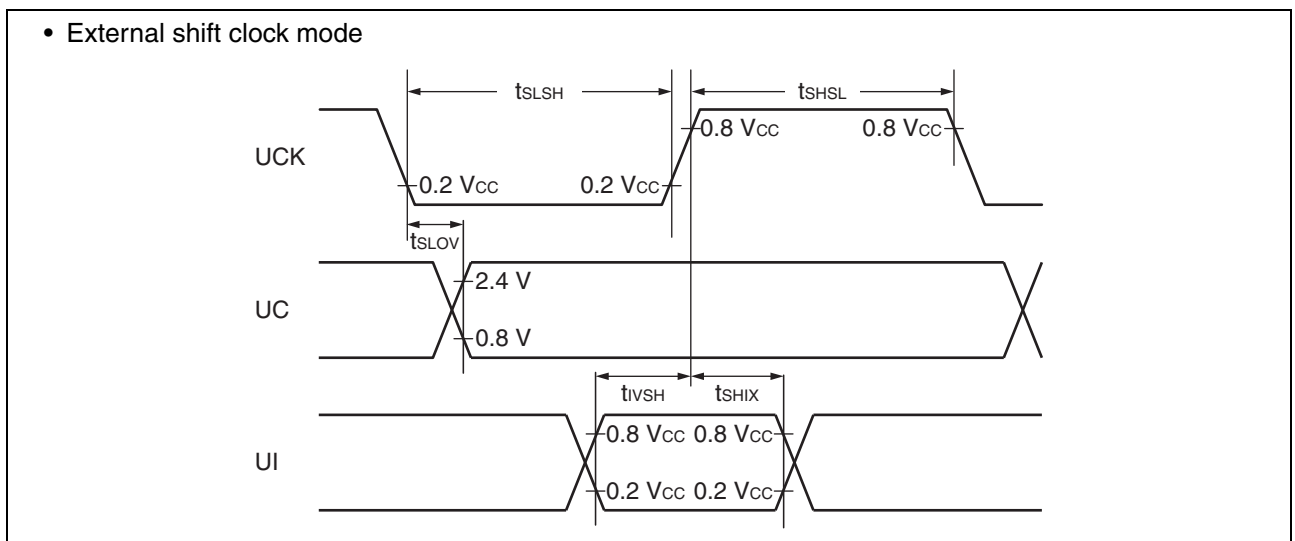 • External shift clock mode
tSLSH
tSHSL
UCK
0.8 VCC
0.8 VCC
0.2 VCC
0.2 VCC
tSLOV
UC
2.4 V
0.8 V
tIVSH
tSHIX
UI
0.8 VCC
0.8 VCC
0.2 VCC
0.2 VCC